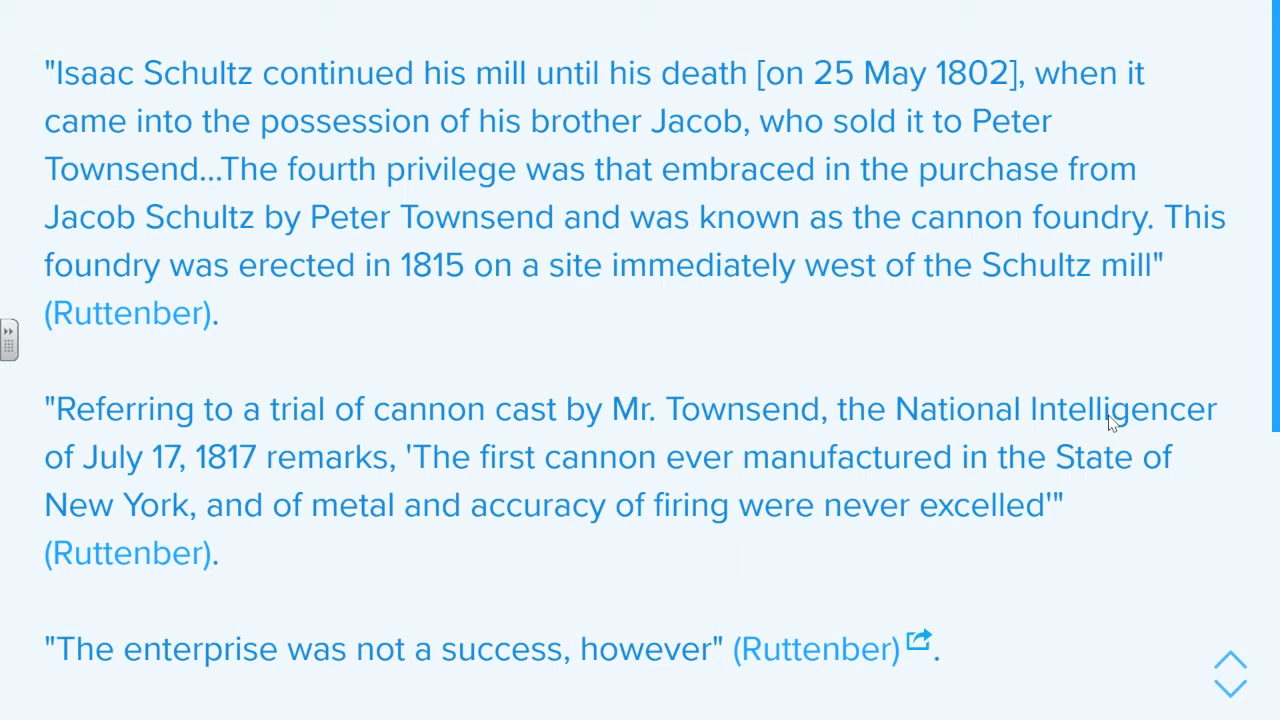 "Isaac Schultz continued his mill until his death [on 25 May 1802], when it
came into the possession of his brother Jacob, who sold it to Peter
Townsend...The fourth privilege was that embraced in the purchase from
Jacob Schultz by Peter Townsend and was known as the cannon foundry. This
foundry was erected in 1815 on a site immediately west of the Schultz mill"
(Ruttenber).
"Referring to a trial of cannon cast by Mr. Townsend, the National Intelligencer
of July 17, 1817 remarks, 'The first cannon ever manufactured in the State of
New York, and of metal and accuracy of firing were never excelled'"
(Ruttenber).
"The enterprise was not a success, however" (Ruttenber).